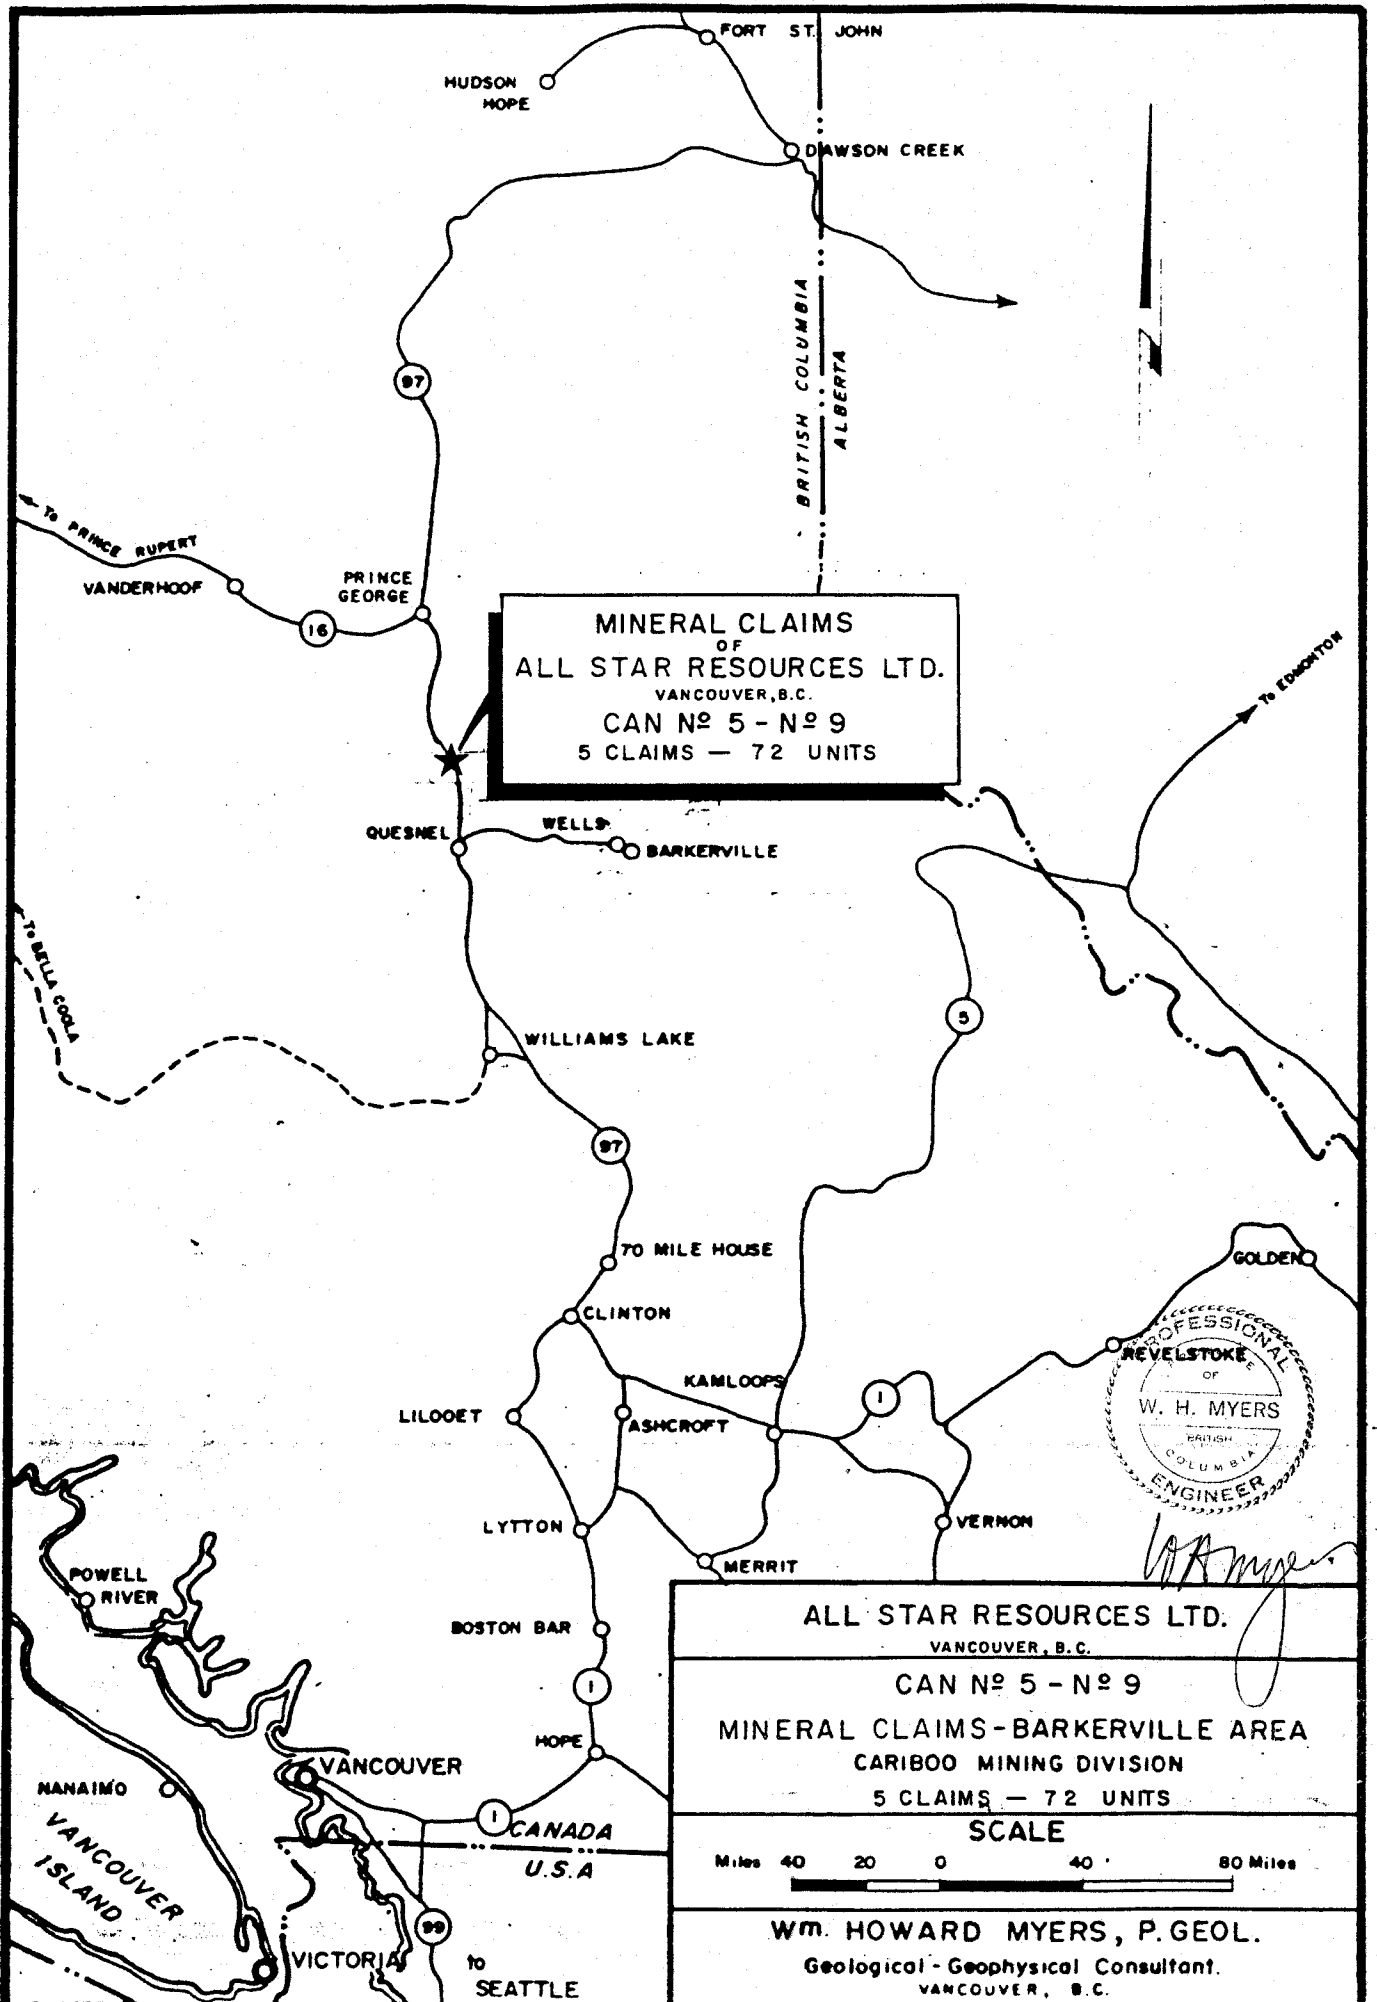 FORT ST. JOHN
HUDSON
HOPE
DAWSON CREEK
BRITISH COLUMBIA
ALBERTA
97
To PRINCE RUPERT
VANDERHOOF
PRINCE
GEORGE
16
MINERAL CLAIMS
OF
ALL STAR RESOURCES LTD.
VANCOUVER, B.C.
CAN Nº 5 - Nº 9
5 CLAIMS — 72 UNITS
To EDMONTON
QUESNEL
WELLS
BARKERVILLE
To BELLA COOLA
5
WILLIAMS LAKE
97
70 MILE HOUSE
GOLDEN
CLINTON
REVELSTOKE
KAMLOOPS
1
LILOOET
ASHCROFT
PROFESSIONAL
OF
W. H. MYERS
BRITISH
COLUMBIA
ENGINEER
LYTTON
VERNON
MERRIT
W H Myers
POWELL
RIVER
BOSTON BAR
1
HOPE
VANCOUVER
NANAIMO
1
CANADA
U.S.A
VANCOUVER
ISLAND
99
VICTORIA
to
SEATTLE
ALL STAR RESOURCES LTD.
VANCOUVER, B.C.
CAN Nº 5 - Nº 9
MINERAL CLAIMS - BARKERVILLE AREA
CARIBOO MINING DIVISION
5 CLAIMS — 72 UNITS
SCALE
Miles 40 20 0 40 80 Miles
Wm. HOWARD MYERS, P. GEOL.
Geological - Geophysical Consultant.
VANCOUVER, B.C.